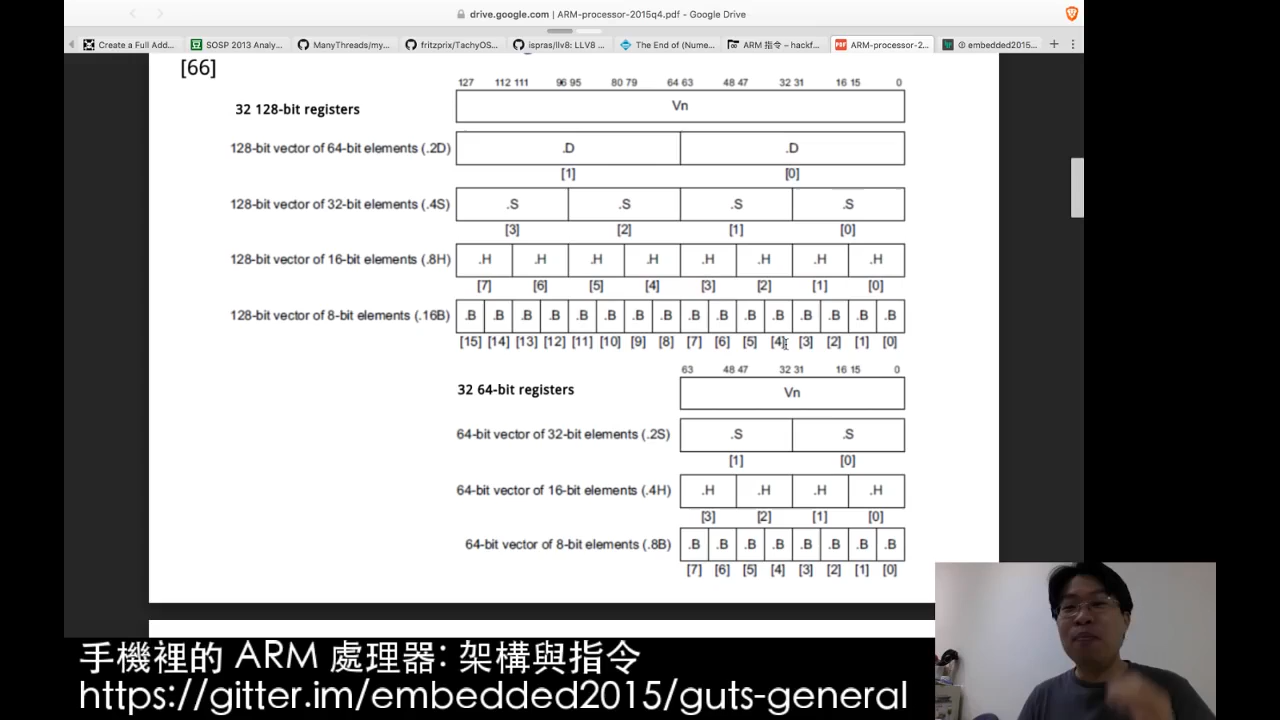 drive.google.com | ARM-processor-2015q4.pdf - Google Drive
Create a Full Add... SOSP 2013 Analy... ManyThreads/my... fritzprix/TachyOS... ispras/llv8: LLV8 ... The End of (Nume... ARM 指令 – hackf... ARM-processor-2... embedded2015...
[66]
127 112 111 96 95 80 79 64 63 48 47 32 31 16 15 0
32 128-bit registers Vn
128-bit vector of 64-bit elements (.2D) .D .D
[1] [0]
128-bit vector of 32-bit elements (.4S) .S .S .S .S
[3] [2] [1] [0]
128-bit vector of 16-bit elements (.8H) .H .H .H .H .H .H .H .H
[7] [6] [5] [4] [3] [2] [1] [0]
128-bit vector of 8-bit elements (.16B) .B .B .B .B .B .B .B .B .B .B .B .B .B .B .B .B
[15] [14] [13] [12] [11] [10] [9] [8] [7] [6] [5] [4] [3] [2] [1] [0]
63 48 47 32 31 16 15 0
32 64-bit registers Vn
64-bit vector of 32-bit elements (.2S) .S .S
[1] [0]
64-bit vector of 16-bit elements (.4H) .H .H .H .H
[3] [2] [1] [0]
64-bit vector of 8-bit elements (.8B) .B .B .B .B .B .B .B .B
[7] [6] [5] [4] [3] [2] [1] [0]
手機裡的 ARM 處理器: 架構與指令
https://gitter.im/embedded2015/guts-general